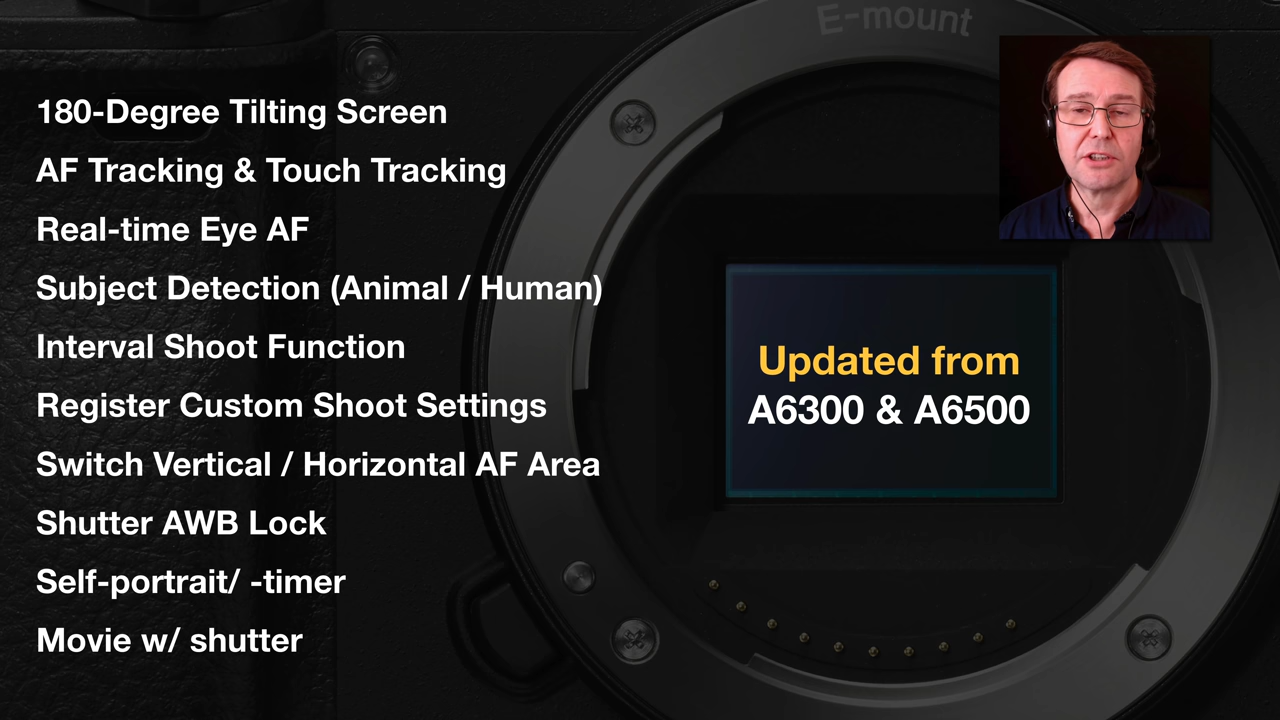 E-mount
180-Degree Tilting Screen
AF Tracking & Touch Tracking
Real-time Eye AF
Subject Detection (Animal / Human)
Interval Shoot Function
Register Custom Shoot Settings
Switch Vertical / Horizontal AF Area
Shutter AWB Lock
Self-portrait/ -timer
Movie w/ shutter
Updated from
A6300 & A6500